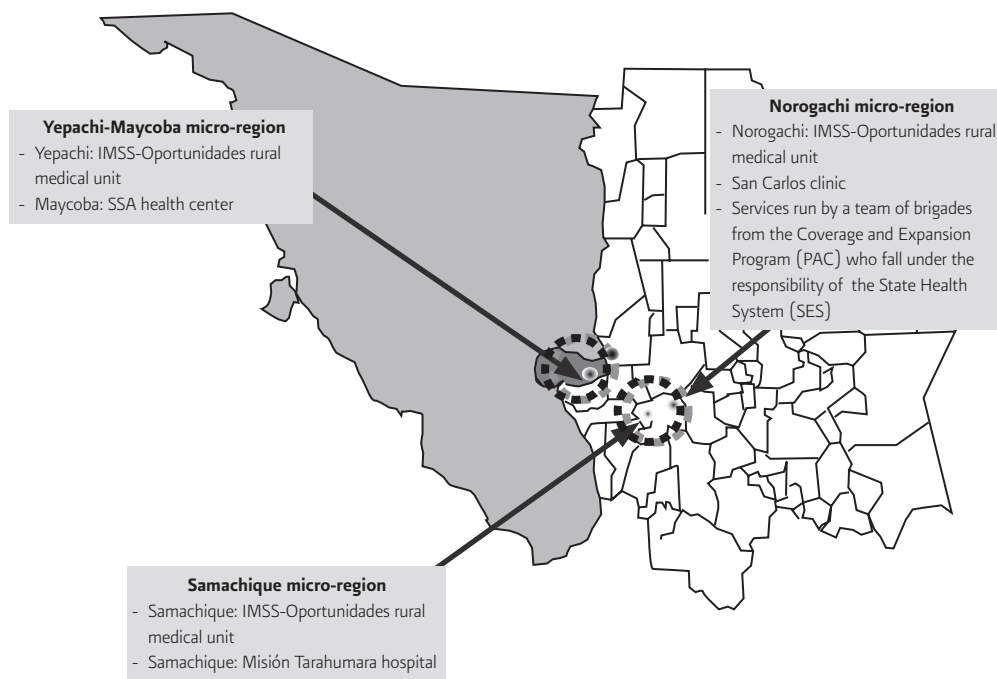 Yepachi-Maycoba micro-region
- Yepachi: IMSS-Oportunidades rural
medical unit
- Maycoba: SSA health center
Norogachi micro-region
- Norogachi: IMSS-Oportunidades rural
medical unit
- San Carlos clinic
- Services run by a team of brigades
from the Coverage and Expansion
Program (PAC) who fall under the
responsibility of the State Health
System (SES)
Samachique micro-region
- Samachique: IMSS-Oportunidades rural
medical unit
- Samachique: Misión Tarahumara hospital